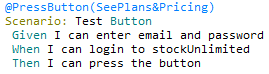 @PressButton(SeePlans&Pricing)
Scenario: Test Button
Given I can enter email and password
When I can login to stockUnlimited
Then I can press the button